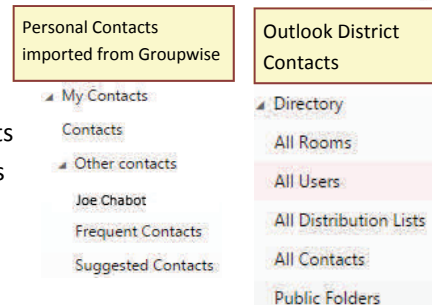 Personal Contacts
imported from Groupwise
My Contacts
Contacts
Other contacts
Joe Chabot
Frequent Contacts
Suggested Contacts
Outlook District
Contacts
Directory
All Rooms
All Users
All Distribution Lists
All Contacts
Public Folders
ts
s